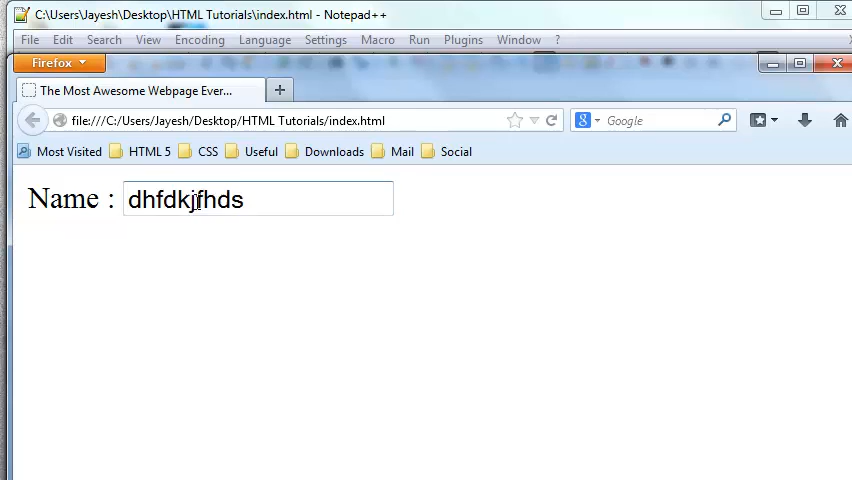 C:\Users\Jayesh\Desktop\HTML Tutorials\index.html - Notepad++
File Edit Search View Encoding Language Settings Macro Run Plugins Window ?
Firefox
The Most Awesome Webpage Ever...
file:///C:/Users/Jayesh/Desktop/HTML Tutorials/index.html Google
Most Visited HTML 5 CSS Useful Downloads Mail Social
Name : dhfdkjfhds